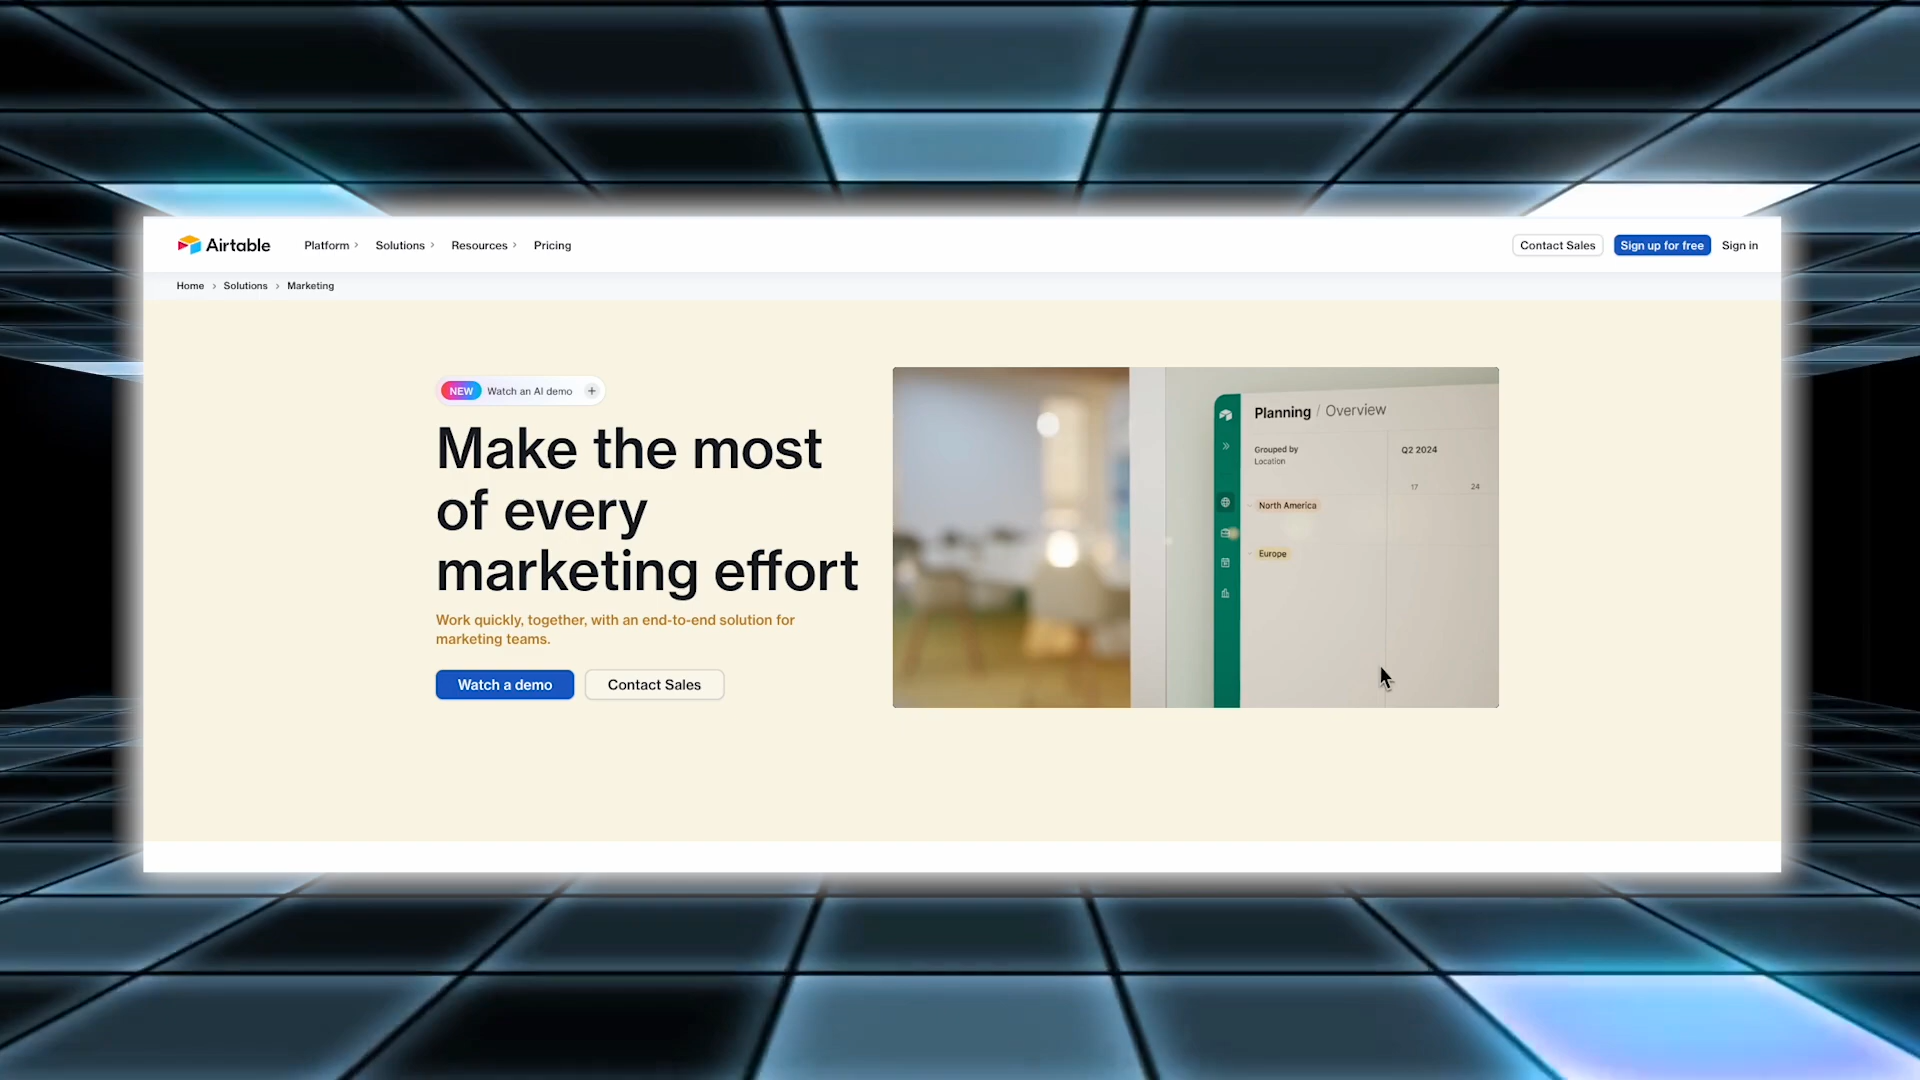 Airtable
Platform
Solutions
Resources
Pricing
Contact Sales
Sign up for free
Sign in
Home
Solutions
Marketing
NEW Watch an AI demo +
Make the most
of every
marketing effort
Work quickly, together, with an end-to-end solution for
marketing teams.
Watch a demo
Contact Sales
Planning / Overview
Grouped by
Location
Q2 2024
17
24
North America
Europe